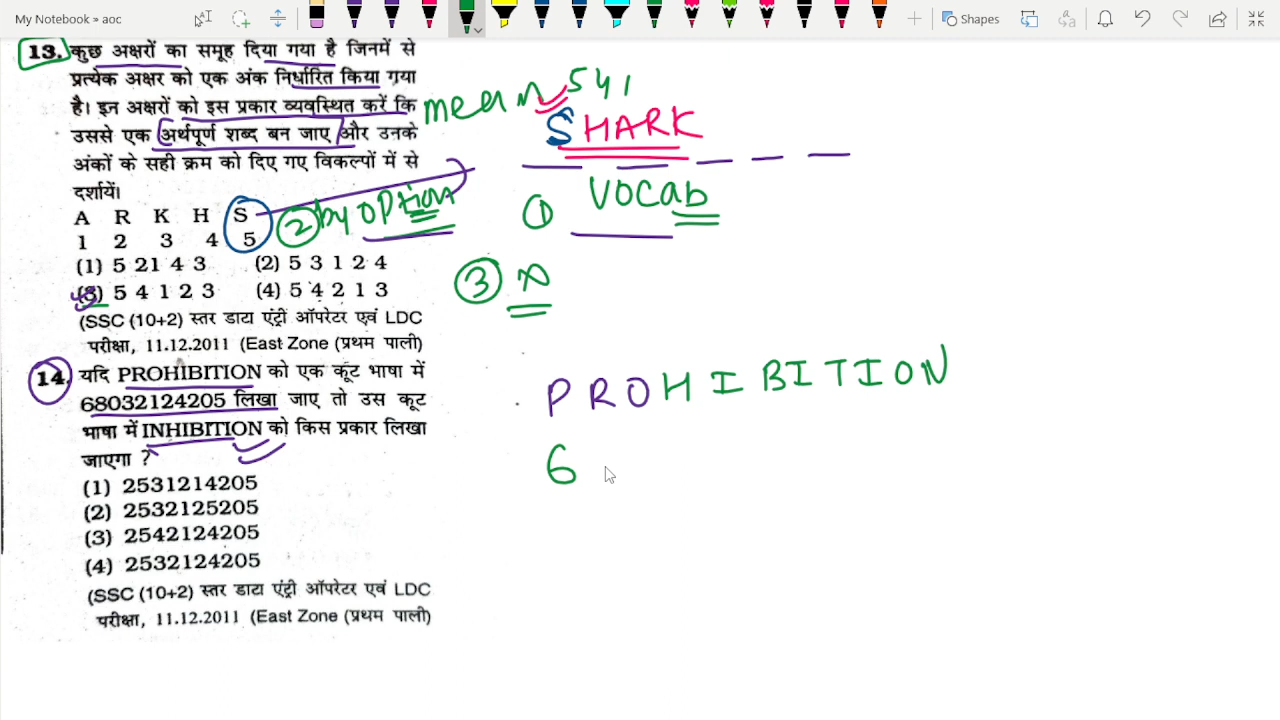 My Notebook » aoc
Shapes
13. कुछ अक्षरों का समूह दिया गया है जिनमें से
प्रत्येक अक्षर को एक अंक निर्धारित किया गया
है। इन अक्षरों को इस प्रकार व्यवस्थित करें कि
उससे एक अर्थपूर्ण शब्द बन जाए और उनके
अंकों के सही क्रम को दिए गए विकल्पों में से
दर्शायें।
A R K H S
1 2 3 4 5
(1) 5 21 4 3 (2) 5 3 1 2 4
(3) 5 4 1 2 3 (4) 5 4 2 1 3
(SSC (10+2) स्तर डाटा एंट्री ऑपरेटर एवं LDC
परीक्षा, 11.12.2011 (East Zone (प्रथम पाली)
14. यदि PROHIBITION को एक कूट भाषा में
68032124205 लिखा जाए तो उस कूट
भाषा में INHIBITION को किस प्रकार लिखा
जाएगा ?
(1) 2531214205
(2) 2532125205
(3) 2542124205
(4) 2532124205
(SSC (10+2) स्तर डाटा एंट्री ऑपरेटर एवं LDC
परीक्षा, 11.12.2011 (East Zone (प्रथम पाली)
mean 541
SHARK
① Vocab
② by option
③
PROHIBITION
6